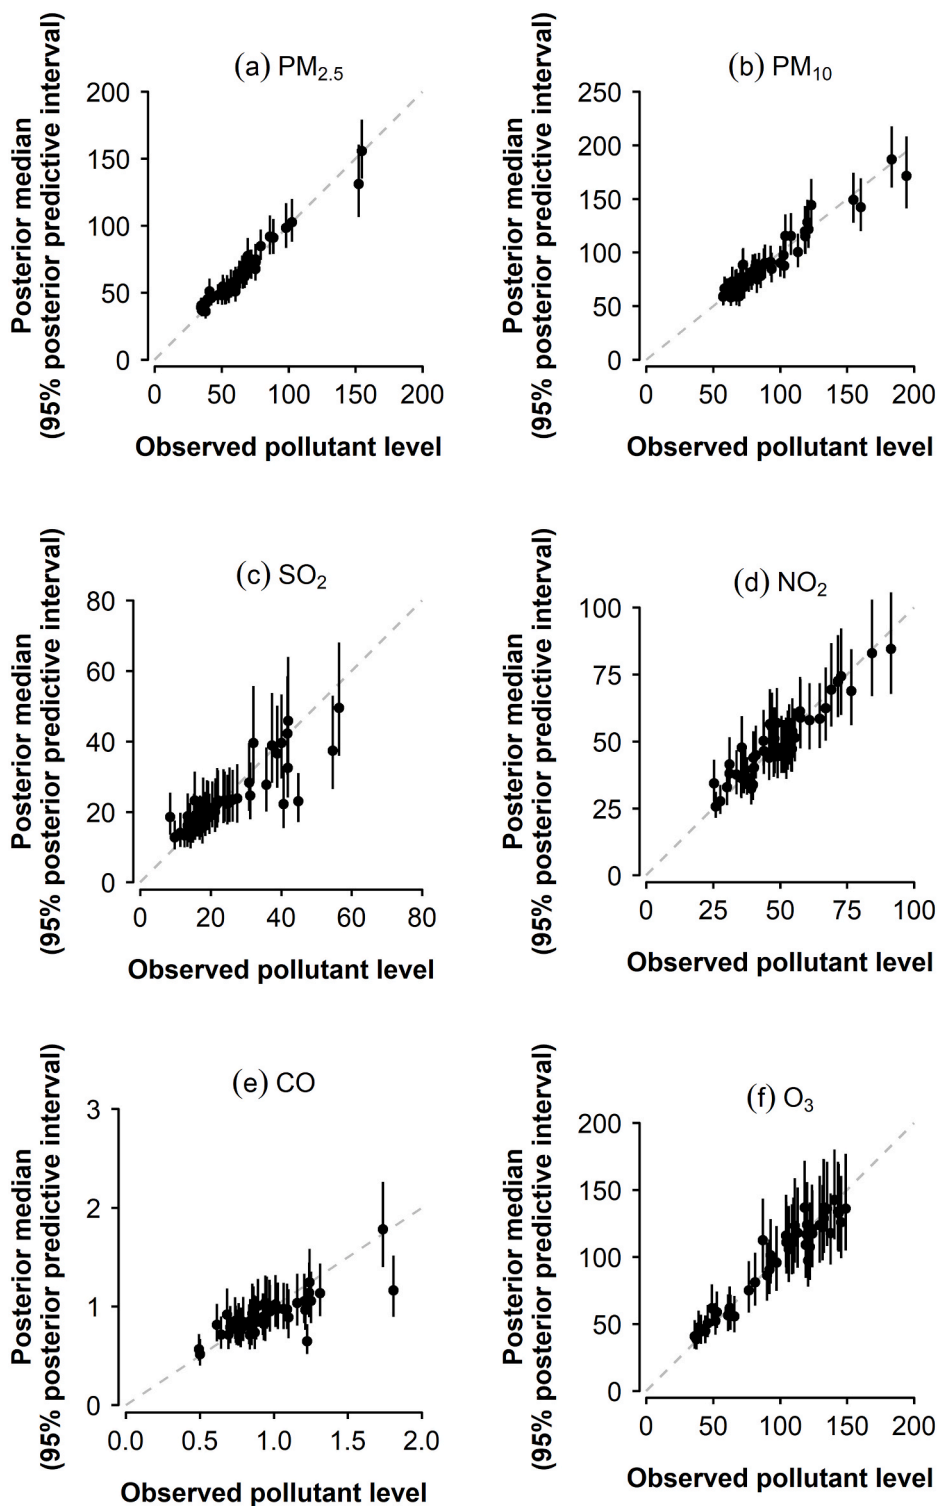 (a) PM2.5
Posterior median
(95% posterior predictive interval)
200
150
100
50
0
0 50 100 150 200
Observed pollutant level
(b) PM10
Posterior median
(95% posterior predictive interval)
250
200
150
100
50
0
0 50 100 150 200
Observed pollutant level
(c) SO2
Posterior median
(95% posterior predictive interval)
80
60
40
20
0
0 20 40 60 80
Observed pollutant level
(d) NO2
Posterior median
(95% posterior predictive interval)
100
75
50
25
0
0 25 50 75 100
Observed pollutant level
(e) CO
Posterior median
(95% posterior predictive interval)
3
2
1
0
0.0 0.5 1.0 1.5 2.0
Observed pollutant level
(f) O3
Posterior median
(95% posterior predictive interval)
200
150
100
50
0
0 50 100 150 200
Observed pollutant level